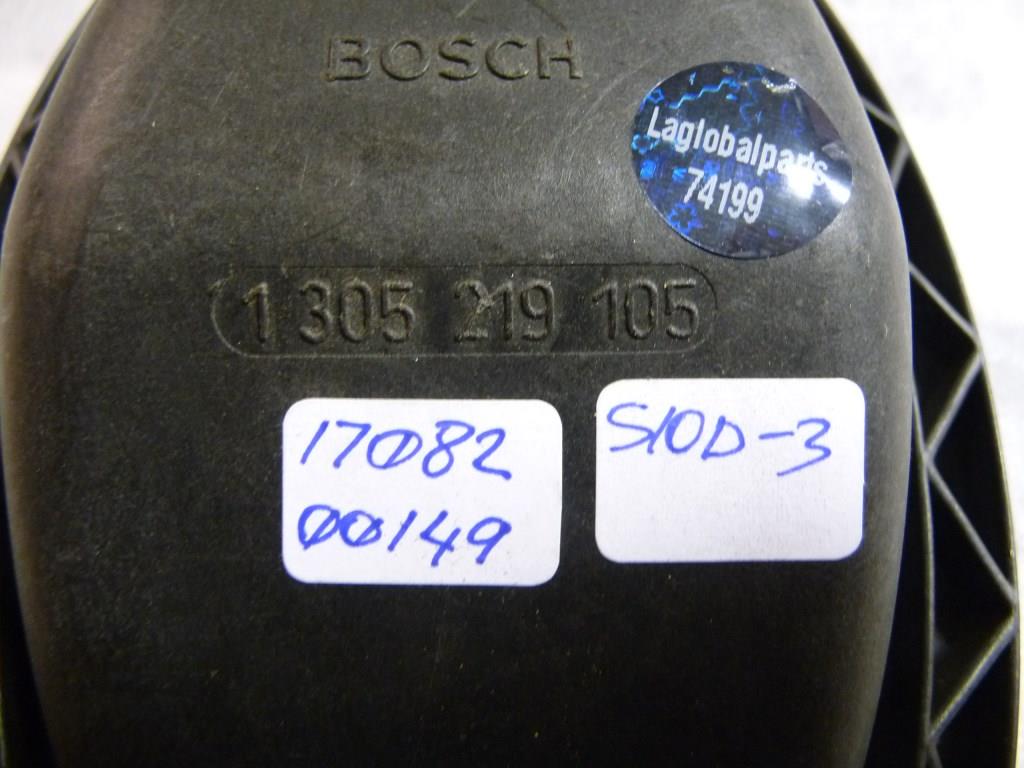 BOSCH
Laglobalparts
74199
1 305 219 105
17082
00149
S10D-3